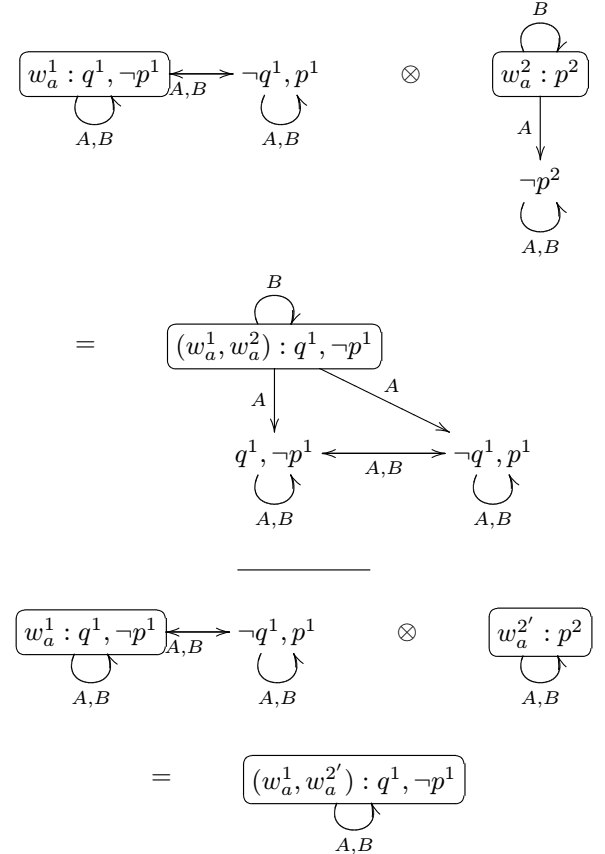 B
w_a^1 : q^1, ¬p^1 A,B ¬q^1, p^1 ⊗ w_a^2 : p^2
A,B A,B A
¬p^2
A,B
B
= (w_a^1, w_a^2) : q^1, ¬p^1
A A
q^1, ¬p^1 A,B ¬q^1, p^1
A,B A,B
w_a^1 : q^1, ¬p^1 A,B ¬q^1, p^1 ⊗ w_a^{2'} : p^2
A,B A,B A,B
= (w_a^1, w_a^{2'}) : q^1, ¬p^1
A,B